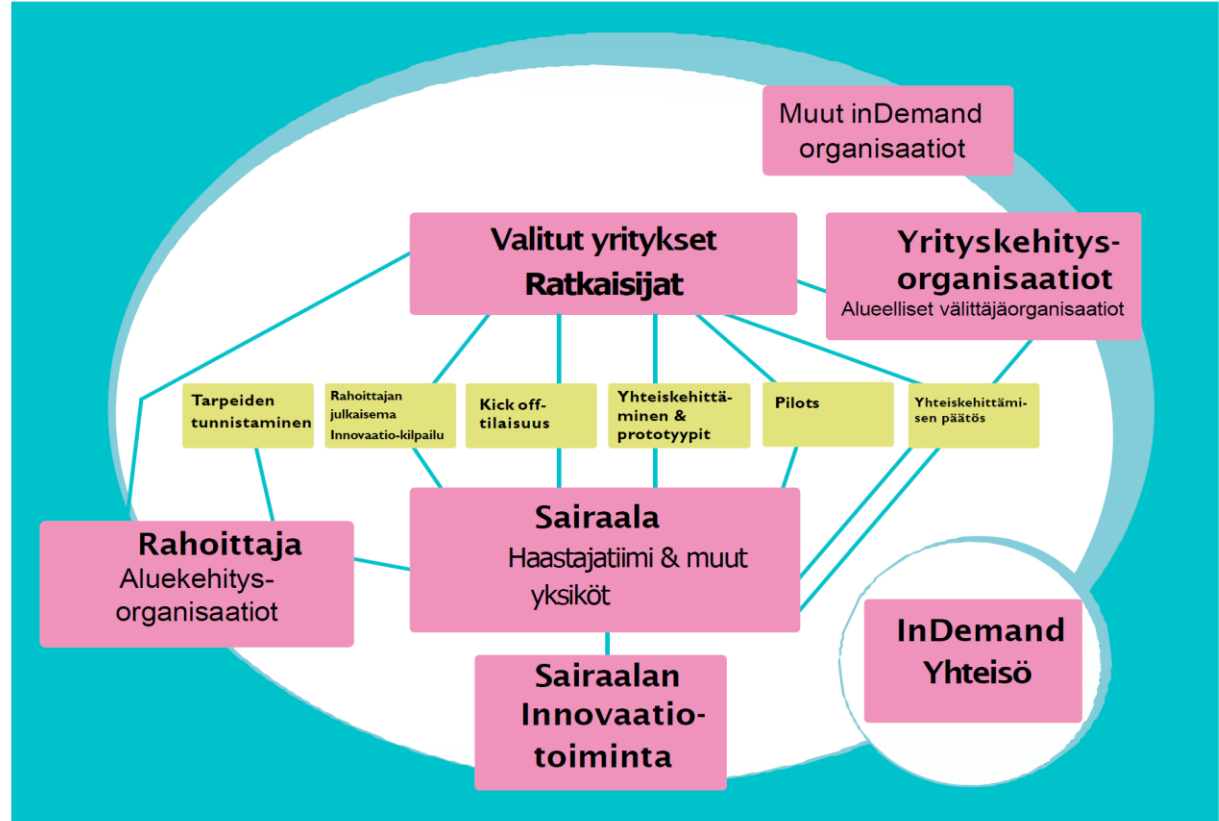 Muut inDemand
organisaatiot
Valitut yritykset
Ratkaisijat
Yrityskehitys-
organisaatiot
Alueelliset välittäjäorganisaatiot
Tarpeiden
tunnistaminen
Rahoittajan
julkaisema
Innovaatio-kilpailu
Kick off-
tilaisuus
Yhteiskehittä-
minen &
prototyypit
Pilots
Yhteiskehittämi-
sen päätös
Rahoittaja
Aluekehitys-
organisaatiot
Sairaala
Haastajatiimi & muut
yksiköt
InDemand
Yhteisö
Sairaalan
Innovaatio-
toiminta